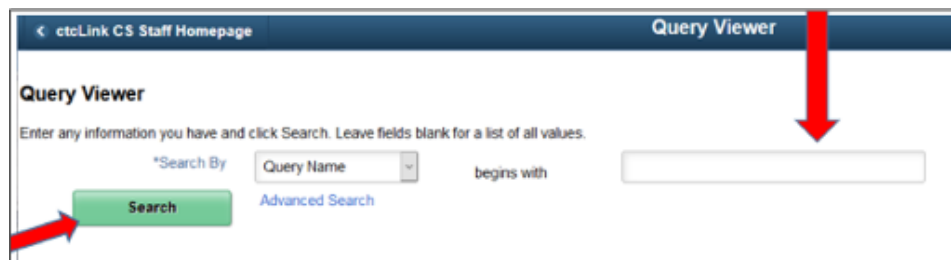 < ctcLink CS Staff Homepage Query Viewer
Query Viewer
Enter any information you have and click Search. Leave fields blank for a list of all values.
*Search By Query Name begins with
Search Advanced Search